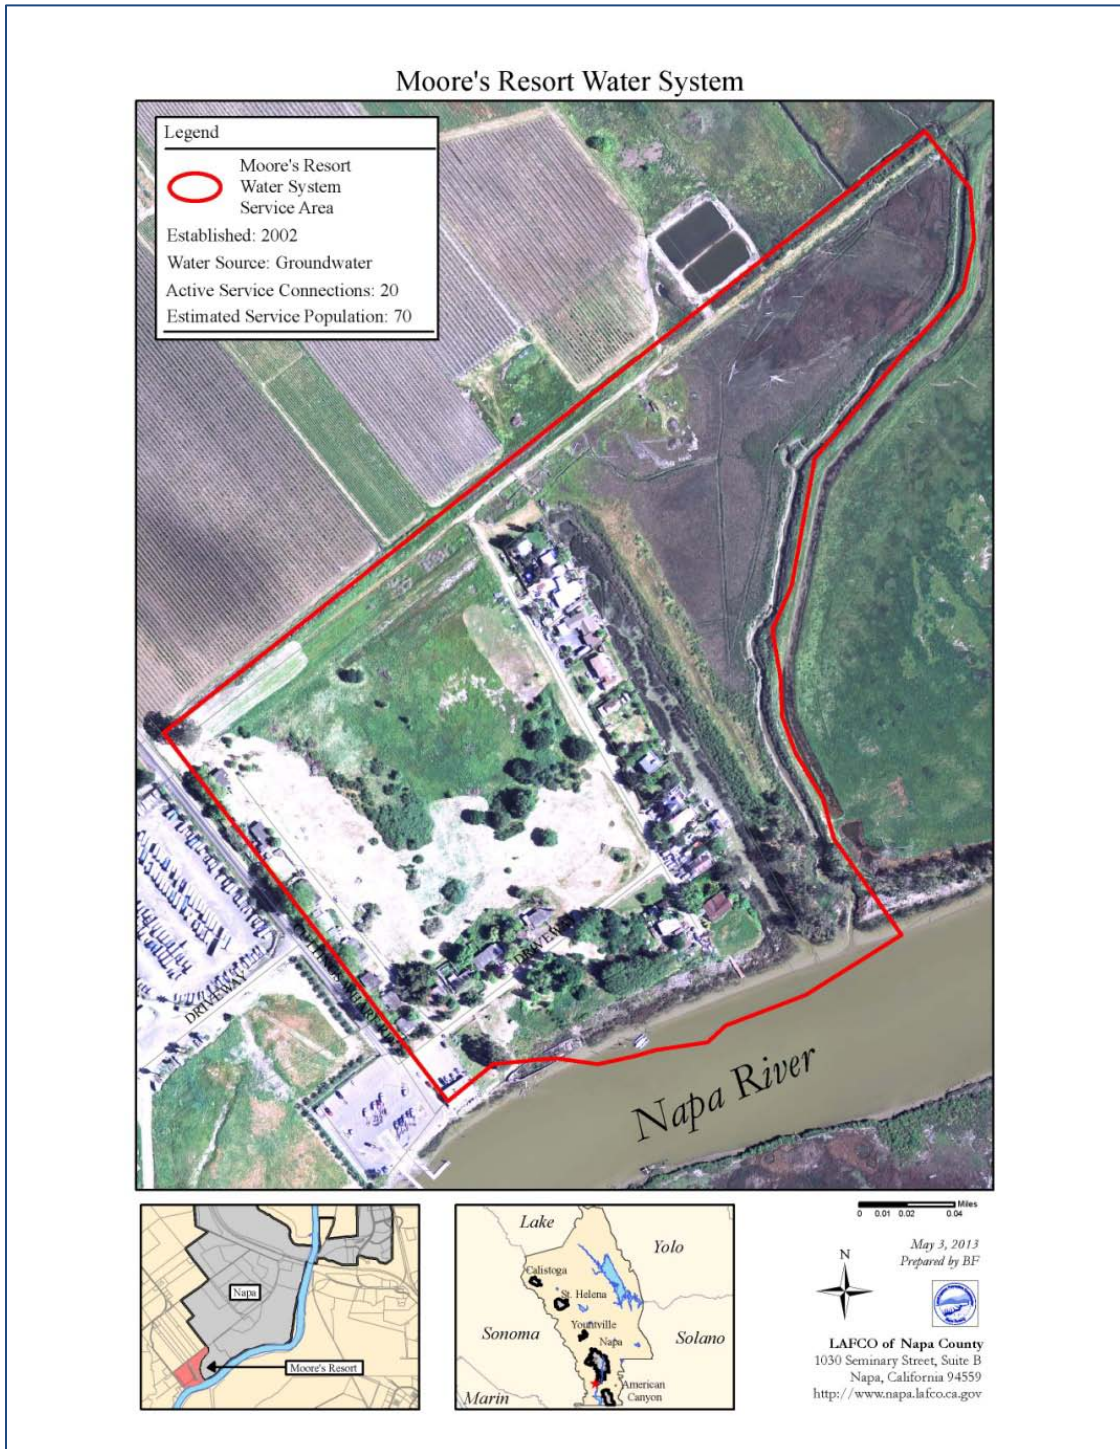 Moore's Resort Water System
Legend
Moore's Resort
Water System
Service Area
Established: 2002
Water Source: Groundwater
Active Service Connections: 20
Estimated Service Population: 70
DRIVEWAY
DRIVEWAY
Napa River
Napa
Moore's Resort
Lake
Yolo
Calistoga
St. Helena
Yountville
Sonoma
Napa
Solano
American
Canyon
Marin
Miles
0 0.01 0.02 0.04
May 3, 2013
Prepared by BF
N
LAFCO of Napa County
1030 Seminary Street, Suite B
Napa, California 94559
http://www.napa.lafco.ca.gov